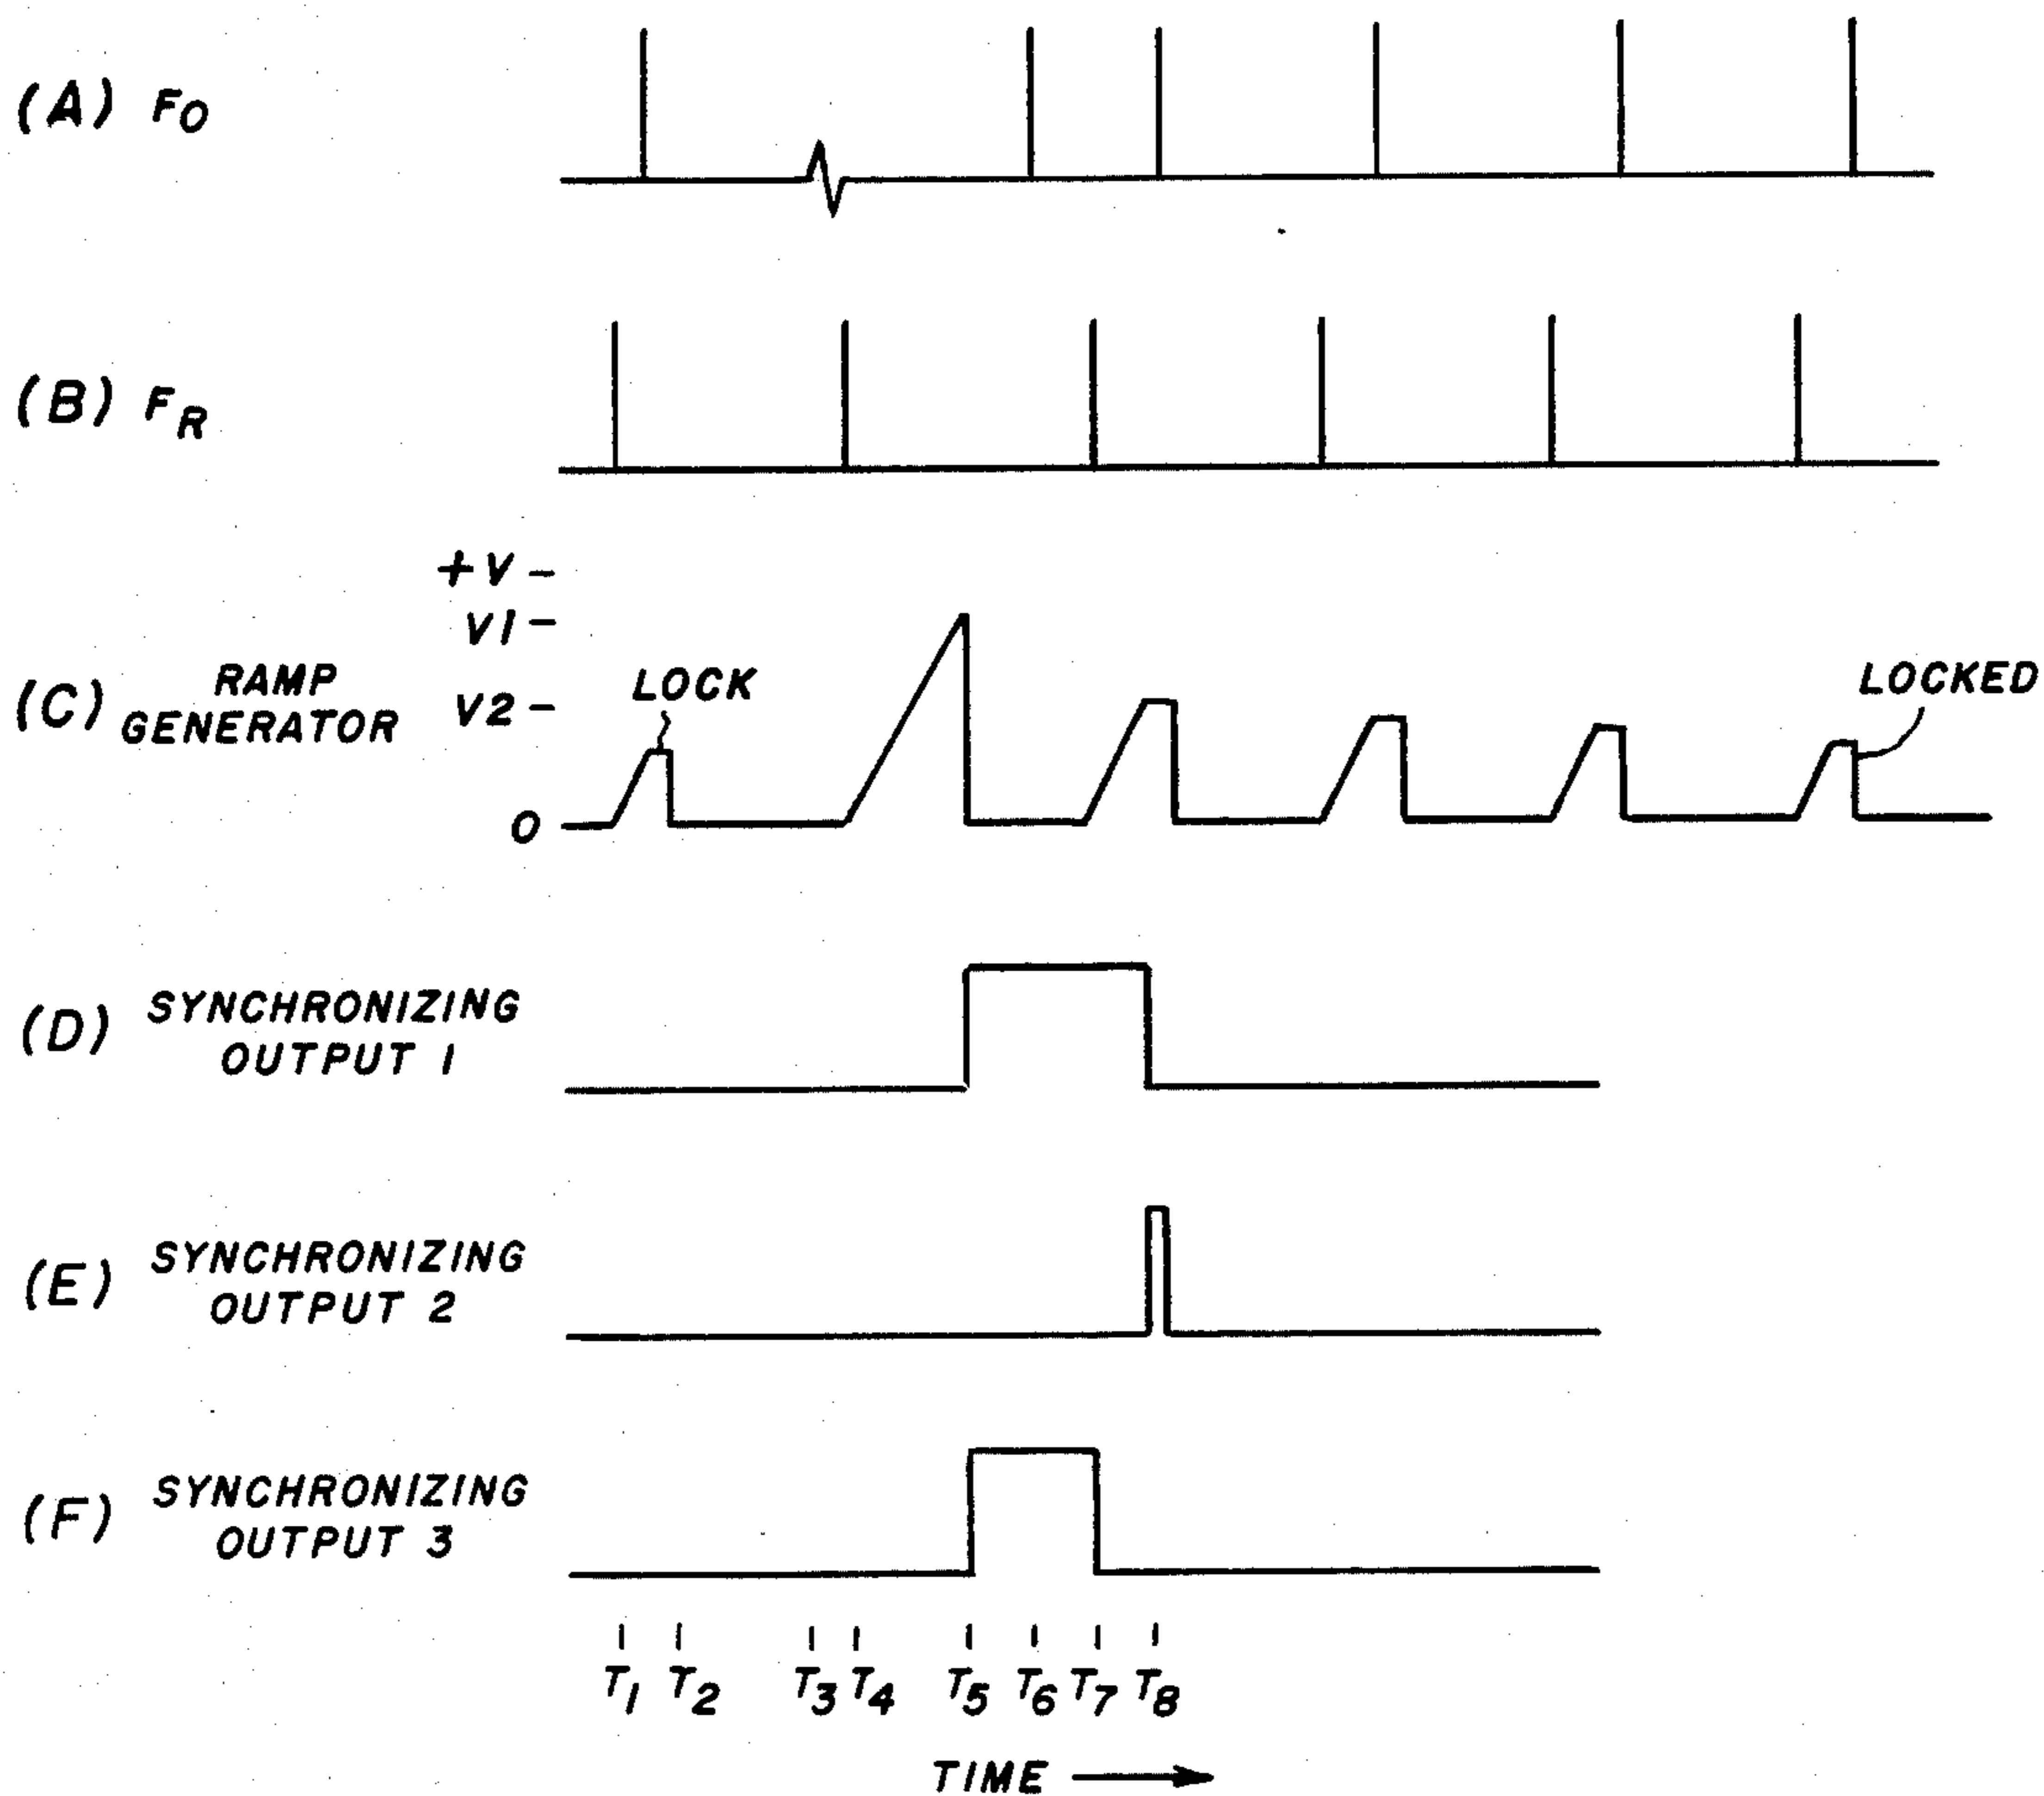 (A) FO
(B) FR
+V -
V1 -
(C) RAMP
GENERATOR
V2 -
LOCK
LOCKED
0
(D) SYNCHRONIZING
OUTPUT 1
(E) SYNCHRONIZING
OUTPUT 2
(F) SYNCHRONIZING
OUTPUT 3
T1 T2 T3 T4 T5 T6 T7 T8
TIME